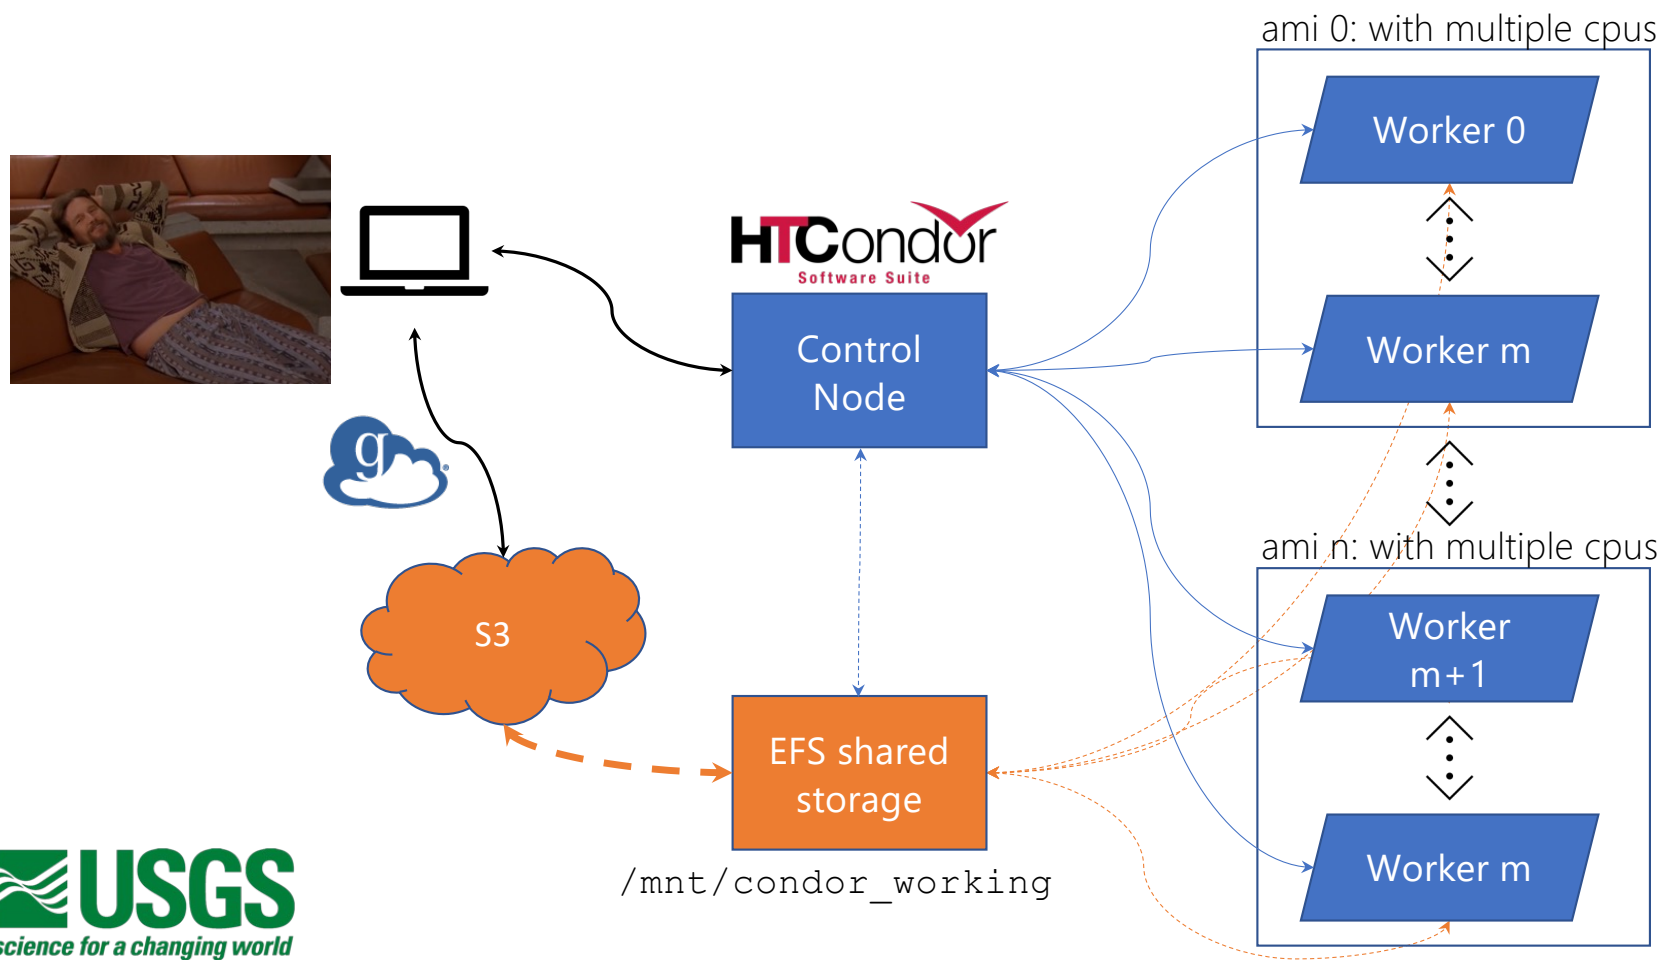 ami 0: with multiple cpus
Worker 0
HTCondor
Software Suite
Control
Node
Worker m
g
®
ami n: with multiple cpus
S3
Worker
m+1
EFS shared
storage
Worker m
/mnt/condor_working
USGS
science for a changing world